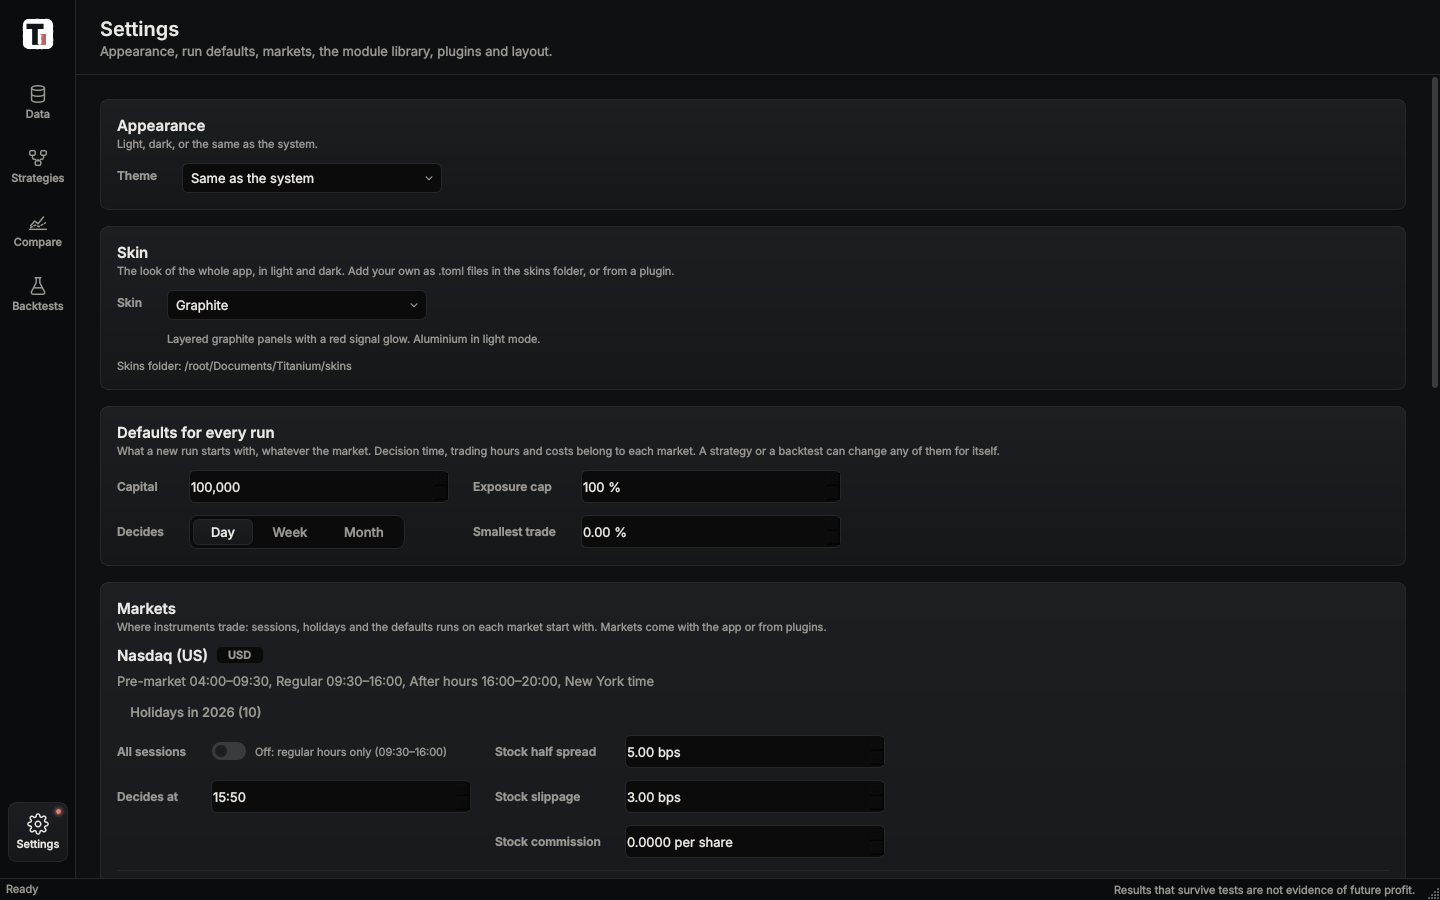 Ti
Settings
Appearance, run defaults, markets, the module library, plugins and layout.
Data
Strategies
Compare
Backtests
Settings
Appearance
Light, dark, or the same as the system.
Theme Same as the system
Skin
The look of the whole app, in light and dark. Add your own as .toml files in the skins folder, or from a plugin.
Skin Graphite
Layered graphite panels with a red signal glow. Aluminium in light mode.
Skins folder: /root/Documents/Titanium/skins
Defaults for every run
What a new run starts with, whatever the market. Decision time, trading hours and costs belong to each market. A strategy or a backtest can change any of them for itself.
Capital 100,000 Exposure cap 100 %
Decides Day Week Month Smallest trade 0.00 %
Markets
Where instruments trade: sessions, holidays and the defaults runs on each market start with. Markets come with the app or from plugins.
Nasdaq (US) USD
Pre-market 04:00–09:30, Regular 09:30–16:00, After hours 16:00–20:00, New York time
Holidays in 2026 (10)
All sessions Off: regular hours only (09:30–16:00) Stock half spread 5.00 bps
Decides at 15:50 Stock slippage 3.00 bps
Stock commission 0.0000 per share
Ready Results that survive tests are not evidence of future profit.